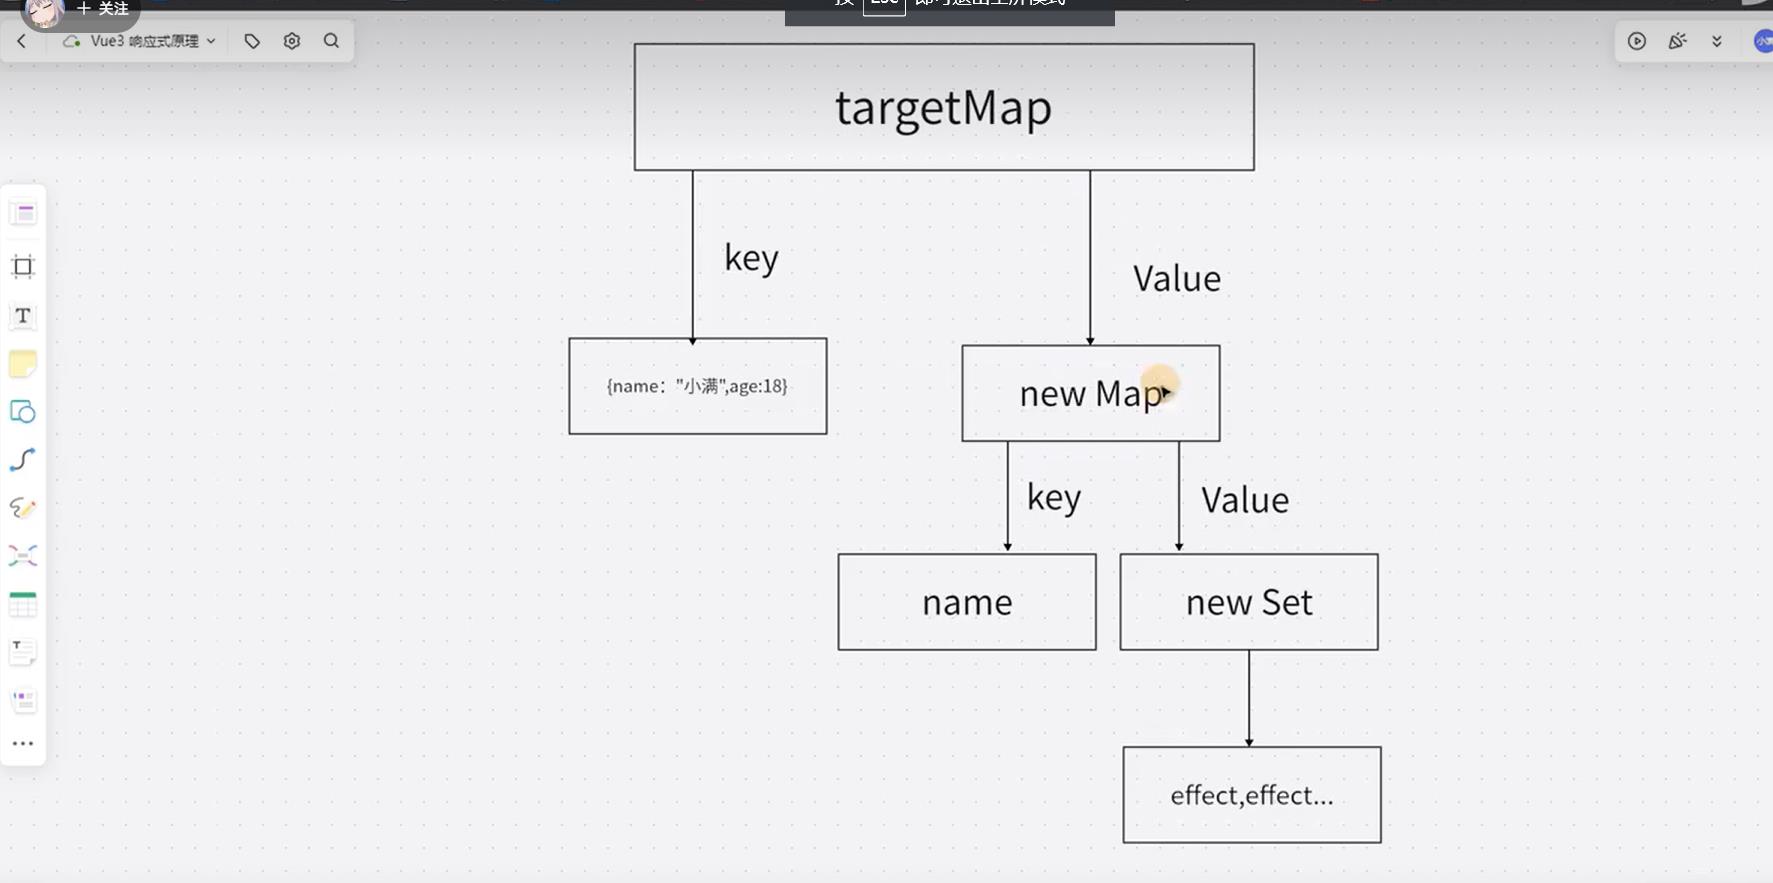 关注
Esc
Vue3 响应式原理
targetMap
key
Value
{name："小满",age:18}
new Map
key
Value
name
new Set
effect,effect...